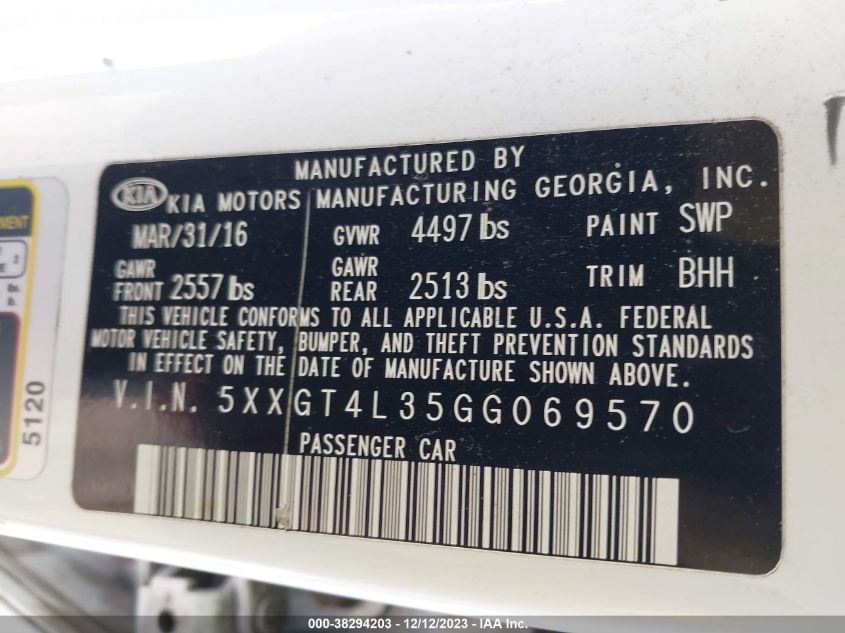 MANUFACTURED BY
KIA KIA MOTORS MANUFACTURING GEORGIA, INC.
MAR/31/16 GVWR 4497 lbs PAINT SWP
GAWR FRONT 2557 lbs GAWR REAR 2513 lbs TRIM BHH
THIS VEHICLE CONFORMS TO ALL APPLICABLE U.S.A. FEDERAL
MOTOR VEHICLE SAFETY, BUMPER, AND THEFT PREVENTION STANDARDS
IN EFFECT ON THE DATE OF MANUFACTURE SHOWN ABOVE.
V.I.N. 5XXGT4L35GG069570
PASSENGER CAR
5120
000-38294203 - 12/12/2023 - IAA Inc.